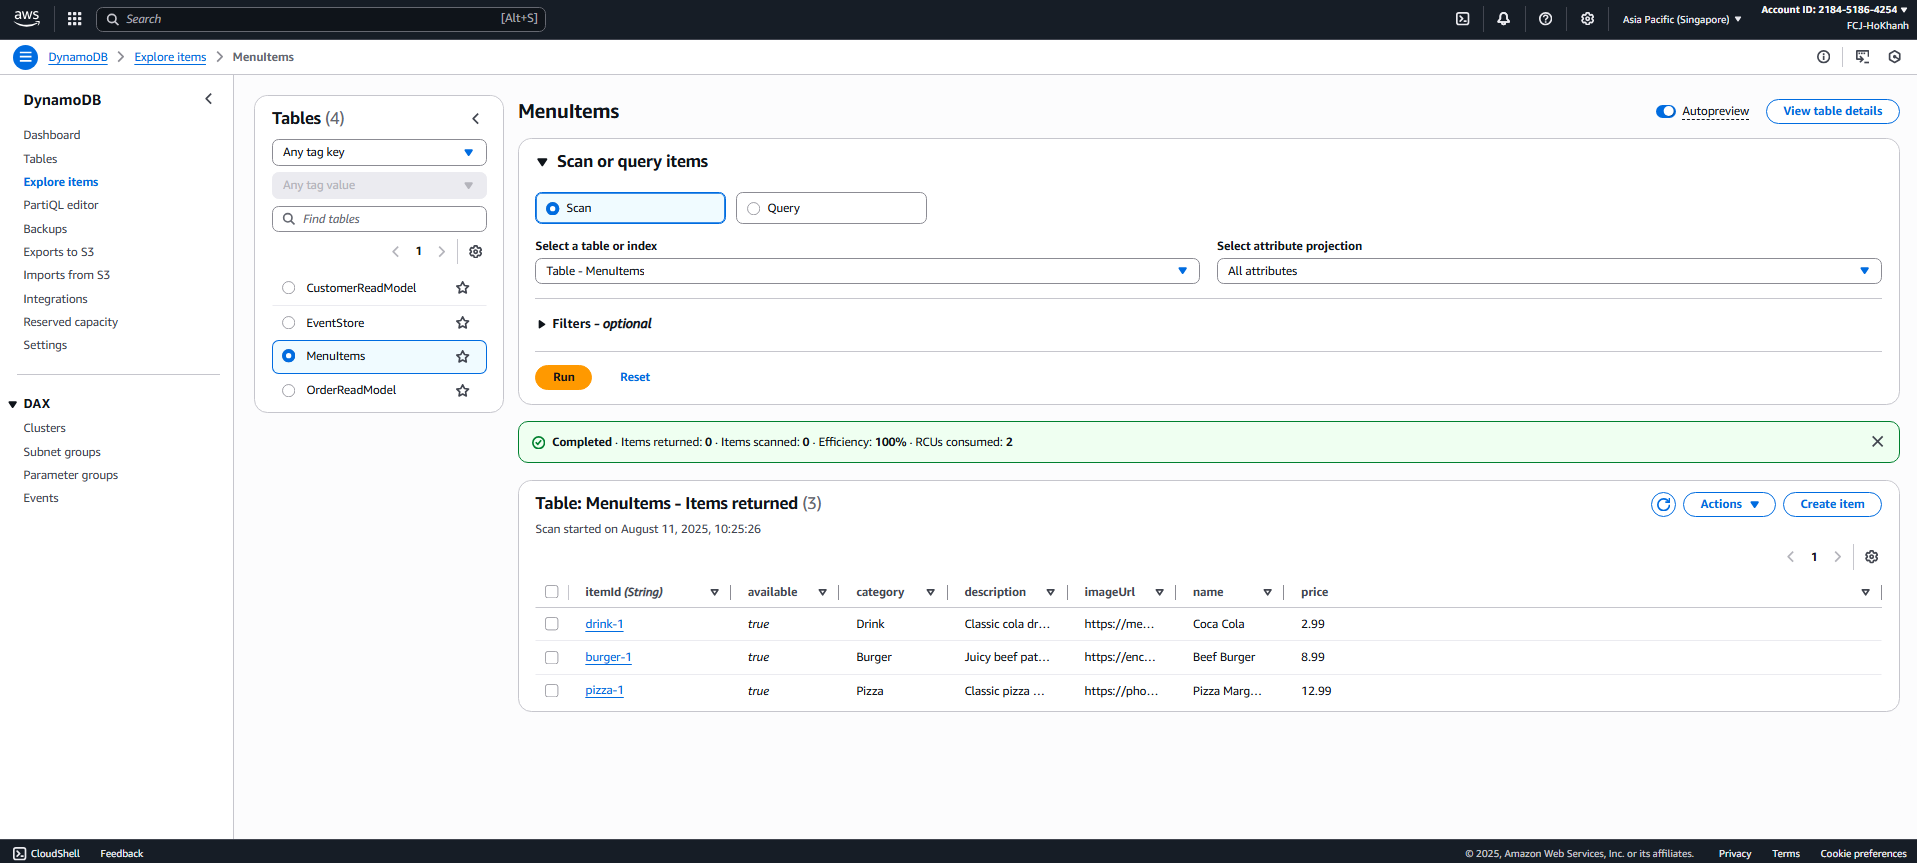 aws
Search [Alt+S]
Asia Pacific (Singapore)
Account ID: 2184-5186-4254
FCJ-HoKhanh
DynamoDB
Explore items
MenuItems
DynamoDB
Dashboard
Tables
Explore items
PartiQL editor
Backups
Exports to S3
Imports from S3
Integrations
Reserved capacity
Settings
DAX
Clusters
Subnet groups
Parameter groups
Events
Tables (4)
Any tag key
Any tag value
Find tables
1
CustomerReadModel
EventStore
MenuItems
OrderReadModel
MenuItems
Autopreview
View table details
Scan or query items
Scan
Query
Select a table or index
Table - MenuItems
Select attribute projection
All attributes
Filters - optional
Run
Reset
Completed · Items returned: 0 · Items scanned: 0 · Efficiency: 100% · RCUs consumed: 2
Table: MenuItems - Items returned (3)
Scan started on August 11, 2025, 10:25:26
Actions
Create item
1
itemId (String) available category description imageUrl name price
drink-1 true Drink Classic cola dr... https://me... Coca Cola 2.99
burger-1 true Burger Juicy beef pat... https://enc... Beef Burger 8.99
pizza-1 true Pizza Classic pizza ... https://pho... Pizza Marg... 12.99
CloudShell
Feedback
© 2025, Amazon Web Services, Inc. or its affiliates.
Privacy
Terms
Cookie preferences